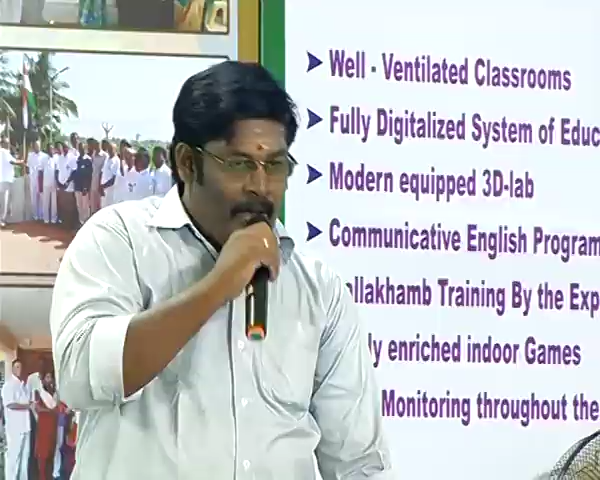 Well - Ventilated Classrooms
Fully Digitalized System of Educ
Modern equipped 3D-lab
Communicative English Program
llakhamb Training By the Exp
ly enriched indoor Games
Monitoring throughout the